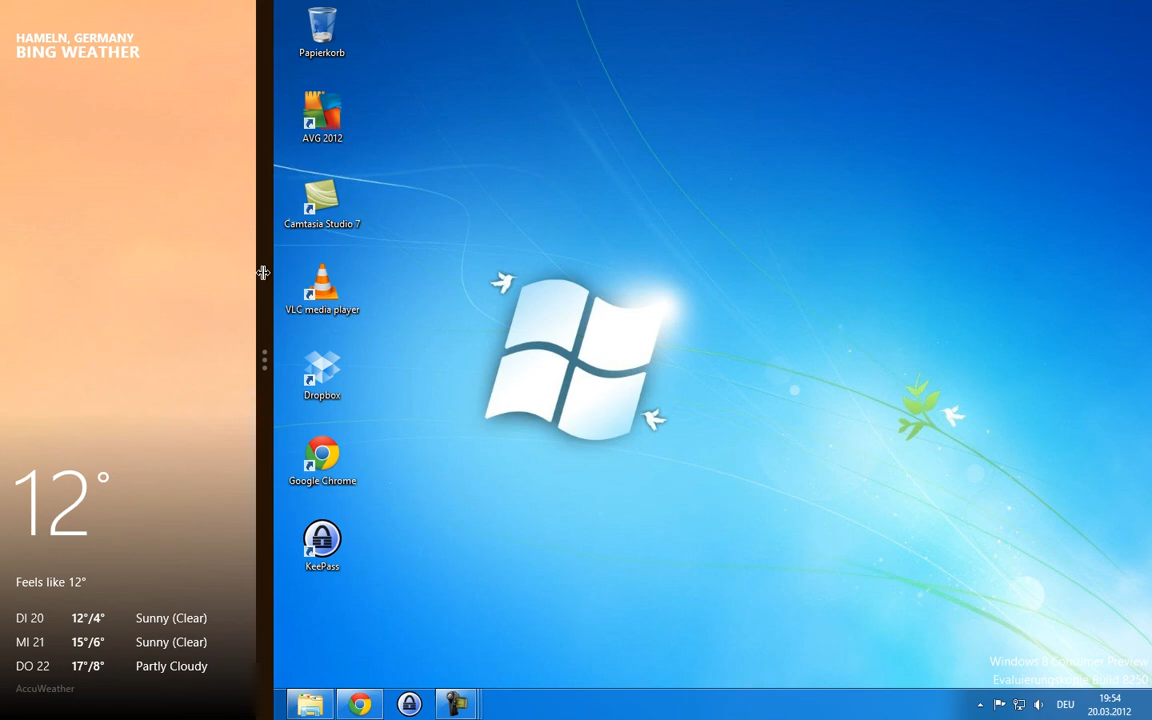 HAMELN, GERMANY
BING WEATHER
12°
Feels like 12°
DI 20 12°/4° Sunny (Clear)
MI 21 15°/6° Sunny (Clear)
DO 22 17°/8° Partly Cloudy
AccuWeather
Papierkorb
AVG 2012
Camtasia Studio 7
VLC media player
Dropbox
Google Chrome
KeePass
Windows 8 Consumer Preview
Evaluierungskopie Build 8250
DEU
19:54
20.03.2012